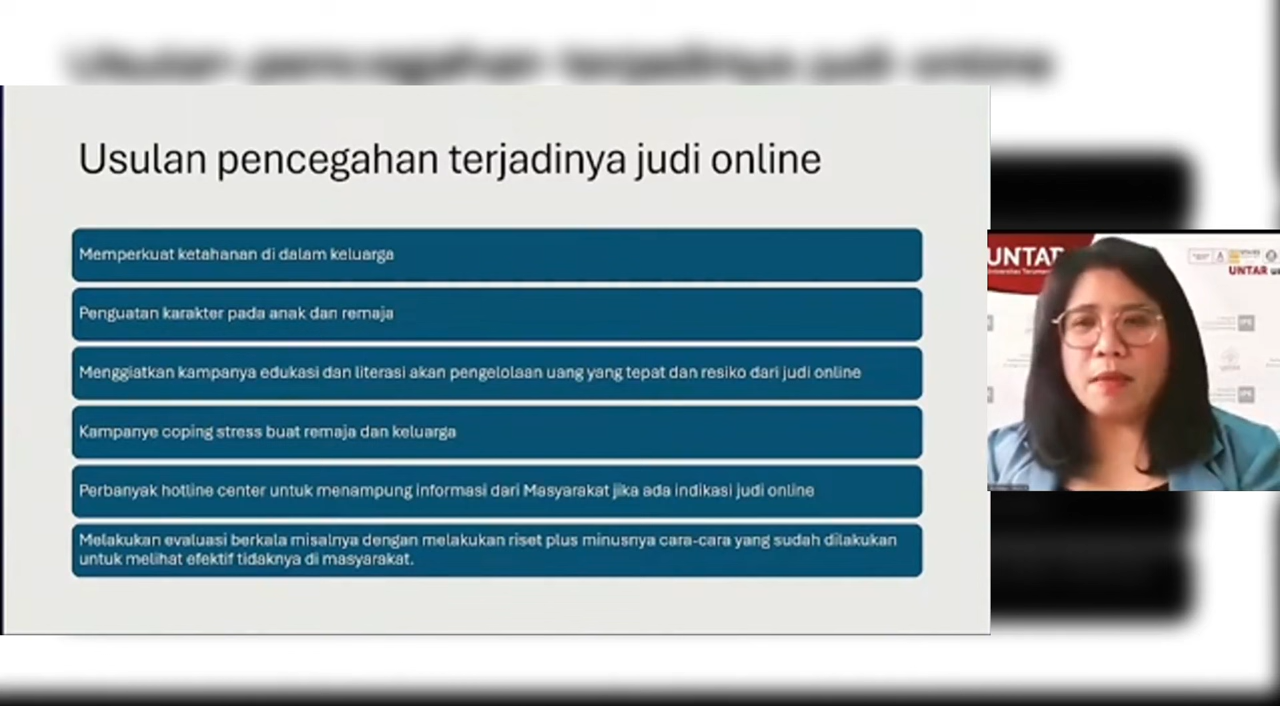 Usulan pencegahan terjadinya judi online
Memperkuat ketahanan di dalam keluarga
Penguatan karakter pada anak dan remaja
Menggiatkan kampanya edukasi dan literasi akan pengelolaan uang yang tepat dan resiko dari judi online
Kampanye coping stress buat remaja dan keluarga
Perbanyak hotline center untuk menampung informasi dari Masyarakat jika ada indikasi judi online
Melakukan evaluasi berkala misalnya dengan melakukan riset plus minusnya cara-cara yang sudah dilakukan
untuk melihat efektif tidaknya di masyarakat.
UNTAR
UNTAR